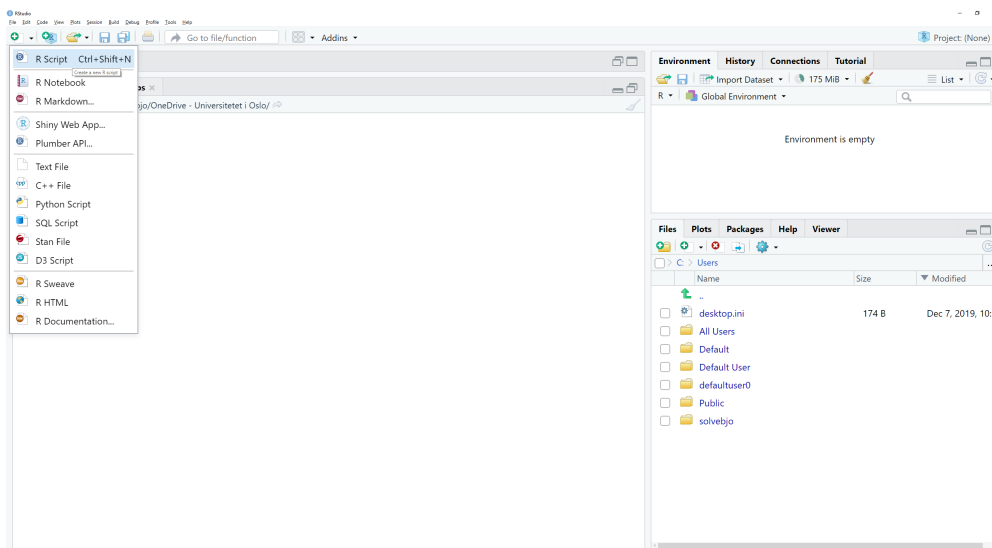 RStudio
File Edit Code View Plots Session Build Debug Profile Tools Help
Go to file/function Addins Project: (None)
R Script Ctrl+Shift+N
Create a new R script
R Notebook
R Markdown...
Shiny Web App...
Plumber API...
Text File
C++ File
Python Script
SQL Script
Stan File
D3 Script
R Sweave
R HTML
R Documentation...
bs
ojo/OneDrive - Universitetet i Oslo/
Environment History Connections Tutorial
Import Dataset 175 MiB List
R Global Environment
Environment is empty
Files Plots Packages Help Viewer
C: Users
Name Size Modified
..
desktop.ini 174 B Dec 7, 2019, 10:
All Users
Default
Default User
defaultuser0
Public
solvebjo